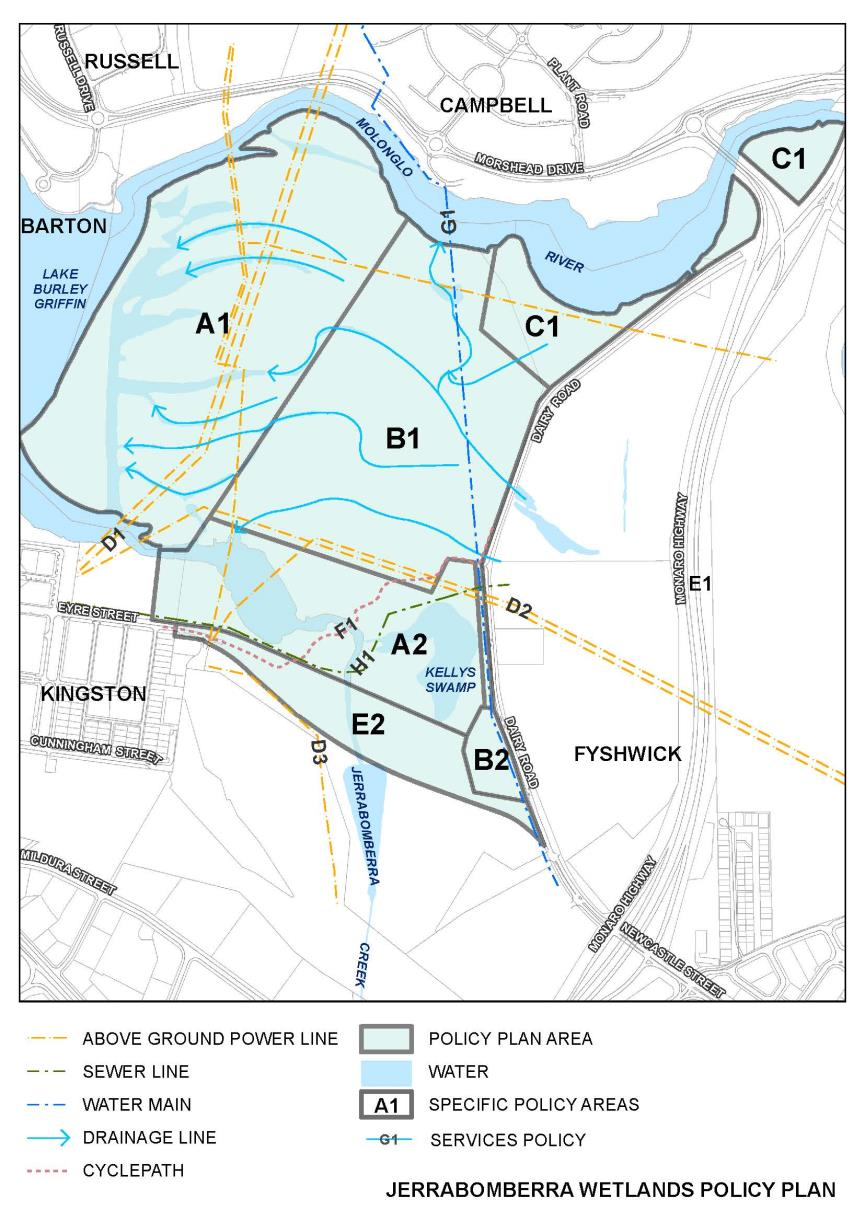 RUSSELL
RUSSELL DRIVE
CAMPBELL
PLANT ROAD
MOLONGLO
MORSHEAD DRIVE
C1
BARTON
G1
LAKE
BURLEY
GRIFFIN
RIVER
A1
C1
DAIRY ROAD
B1
MONARO HIGHWAY
D1
E1
EYRE STREET
D2
F1
A2
H1
KELLYS
SWAMP
KINGSTON
E2
CUNNINGHAM STREET
D3
B2
DAIRY ROAD
FYSHWICK
JERRABOMBERRA
MILDURA STREET
MONARO HIGHWAY
NEWCASTLE STREET
CREEK
ABOVE GROUND POWER LINE
SEWER LINE
WATER MAIN
DRAINAGE LINE
CYCLEPATH
POLICY PLAN AREA
WATER
A1 SPECIFIC POLICY AREAS
G1 SERVICES POLICY
JERRABOMBERRA WETLANDS POLICY PLAN